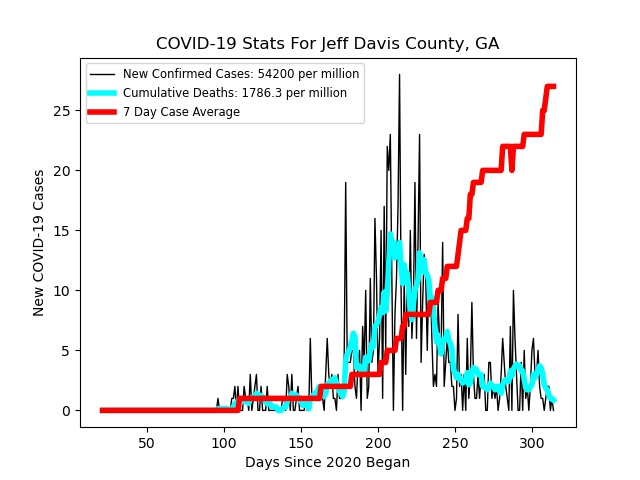 COVID-19 Stats For Jeff Davis County, GA
New Confirmed Cases: 54200 per million
Cumulative Deaths: 1786.3 per million
7 Day Case Average
New COVID-19 Cases
25
20
15
10
5
0
50 100 150 200 250 300
Days Since 2020 Began